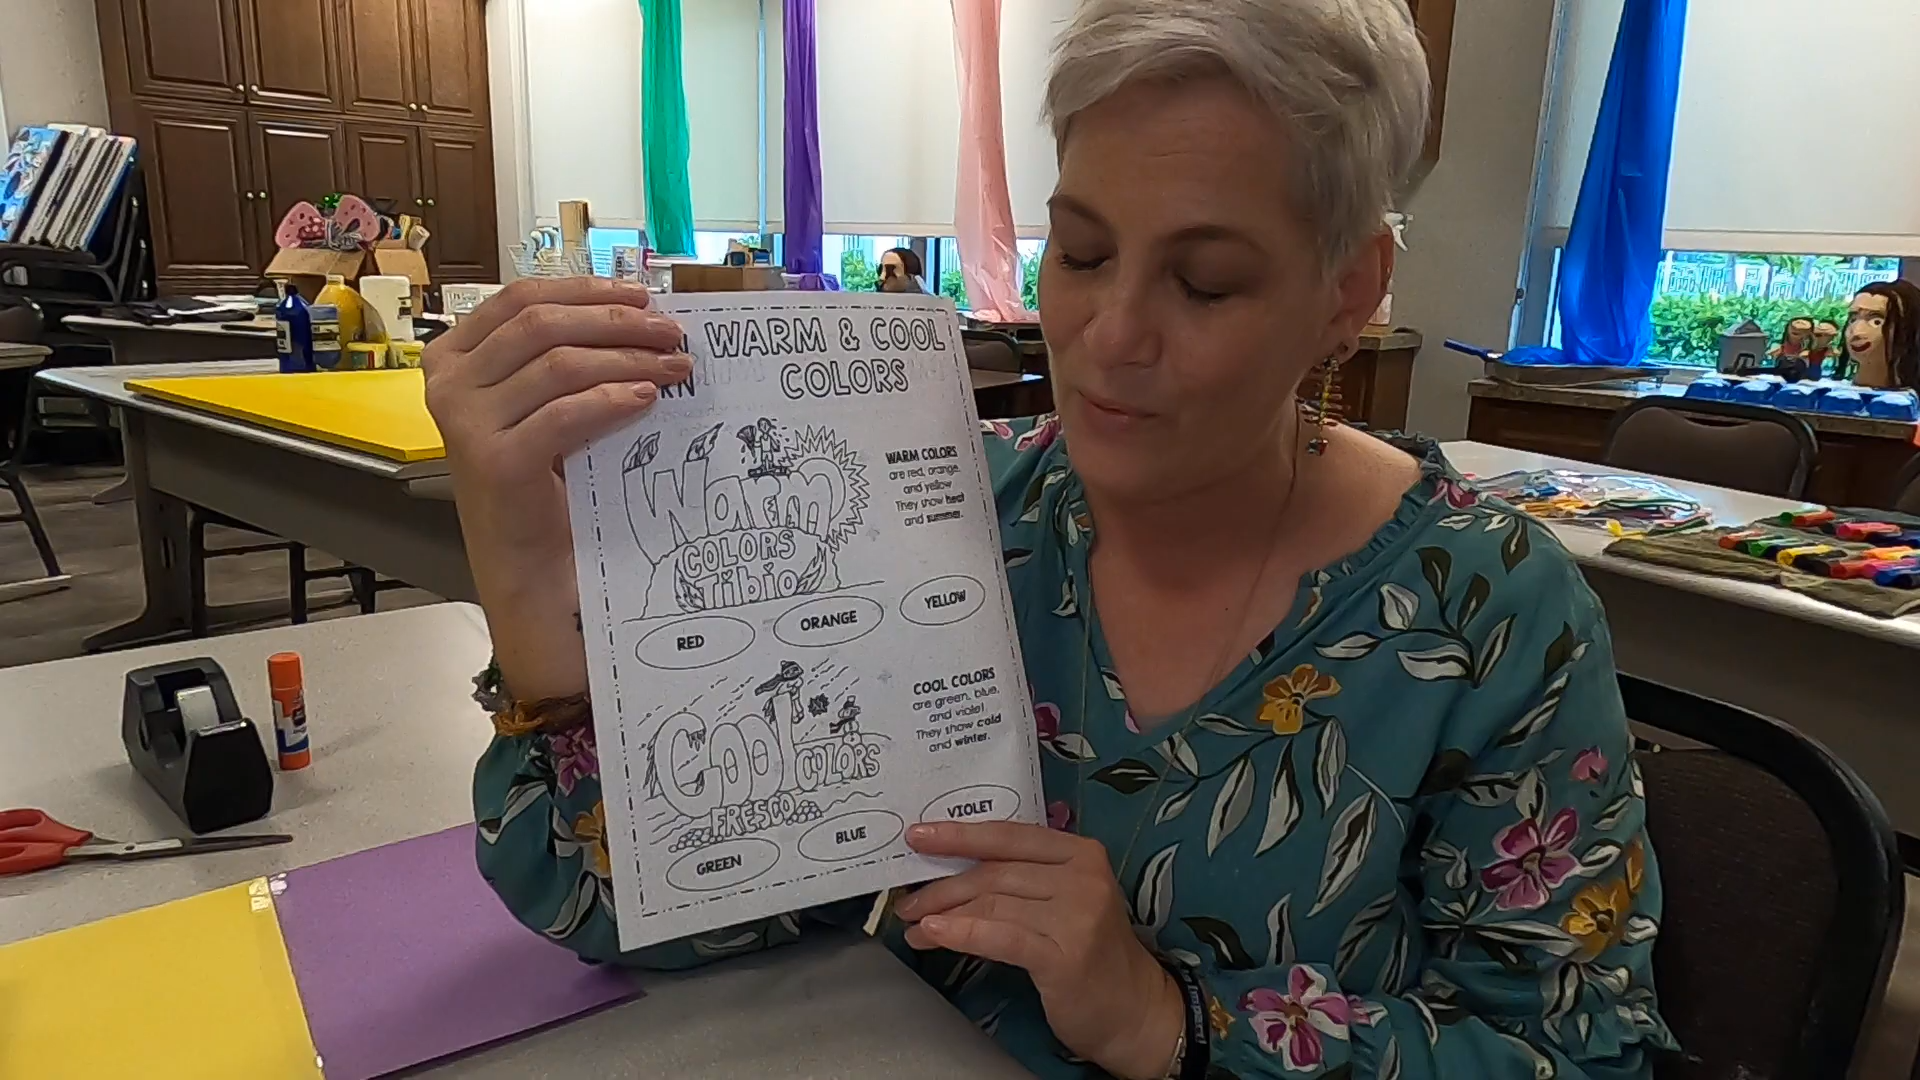 WARM & COOL
RN COLORS
Warm
COLORS
Tibio
WARM COLORS
are red, orange,
and yellow
They show heat
and summer.
RED
ORANGE
YELLOW
Cool COLORS
FRESCO
COOL COLORS
are green, blue,
and violet
They show cold
and winter.
GREEN
BLUE
VIOLET